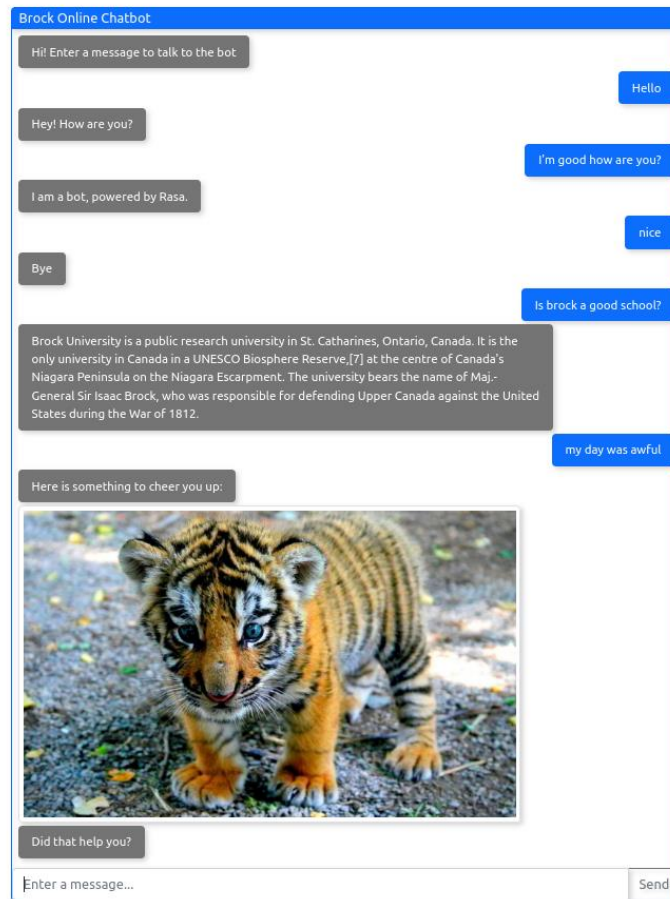 Brock Online Chatbot
Hi! Enter a message to talk to the bot
Hello
Hey! How are you?
I'm good how are you?
I am a bot, powered by Rasa.
nice
Bye
Is brock a good school?
Brock University is a public research university in St. Catharines, Ontario, Canada. It is the
only university in Canada in a UNESCO Biosphere Reserve,[7] at the centre of Canada's
Niagara Peninsula on the Niagara Escarpment. The university bears the name of Maj.-
General Sir Isaac Brock, who was responsible for defending Upper Canada against the United
States during the War of 1812.
my day was awful
Here is something to cheer you up:
Did that help you?
Enter a message...
Send